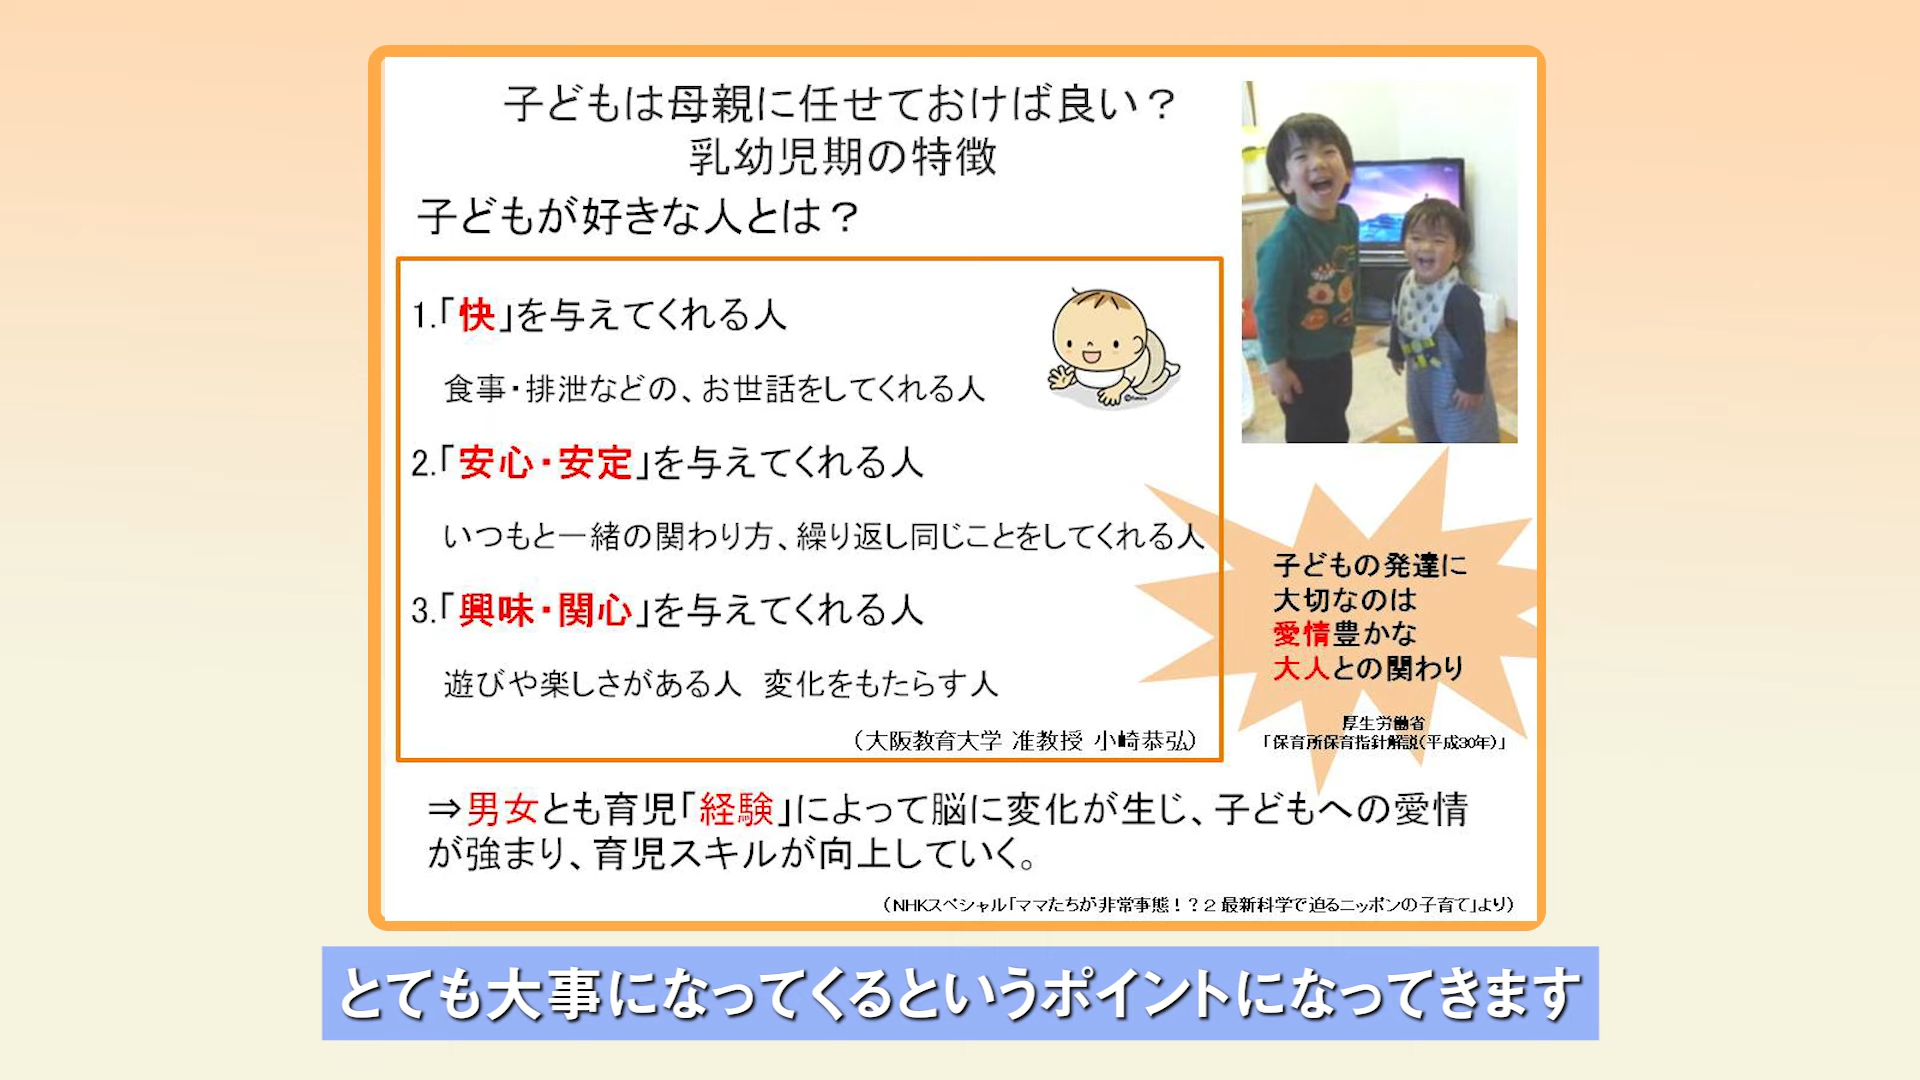 子どもは母親に任せておけば良い？
乳幼児期の特徴
子どもが好きな人とは？
1.「快」を与えてくれる人
食事・排泄などの、お世話をしてくれる人
2.「安心・安定」を与えてくれる人
いつもと一緒の関わり方、繰り返し同じことをしてくれる人
3.「興味・関心」を与えてくれる人
遊びや楽しさがある人 変化をもたらす人
（大阪教育大学 准教授 小崎恭弘）
子どもの発達に
大切なのは
愛情豊かな
大人との関わり
厚生労働省
「保育所保育指針解説（平成30年）」
⇒男女とも育児「経験」によって脳に変化が生じ、子どもへの愛情
が強まり、育児スキルが向上していく。
（NHKスペシャル「ママたちが非常事態！？２ 最新科学で迫るニッポンの子育て」より）
とても大事になってくるというポイントになってきます